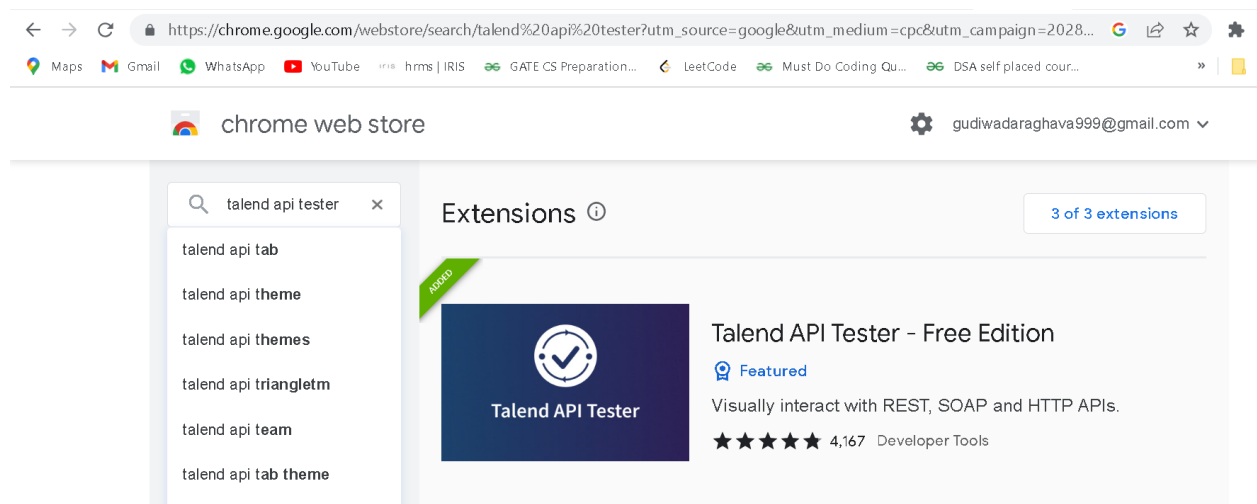 https://chrome.google.com/webstore/search/talend%20api%20tester?utm_source=google&utm_medium=cpc&utm_campaign=2028...
Maps Gmail WhatsApp YouTube hrms | IRIS GATE CS Preparation... LeetCode Must Do Coding Qu... DSA self placed cour... »
chrome web store
gudiwadaraghava999@gmail.com
talend api tester
talend api tab
talend api theme
talend api themes
talend api triangletm
talend api team
talend api tab theme
Extensions
3 of 3 extensions
ADDED
Talend API Tester
Talend API Tester - Free Edition
Featured
Visually interact with REST, SOAP and HTTP APIs.
4,167 Developer Tools